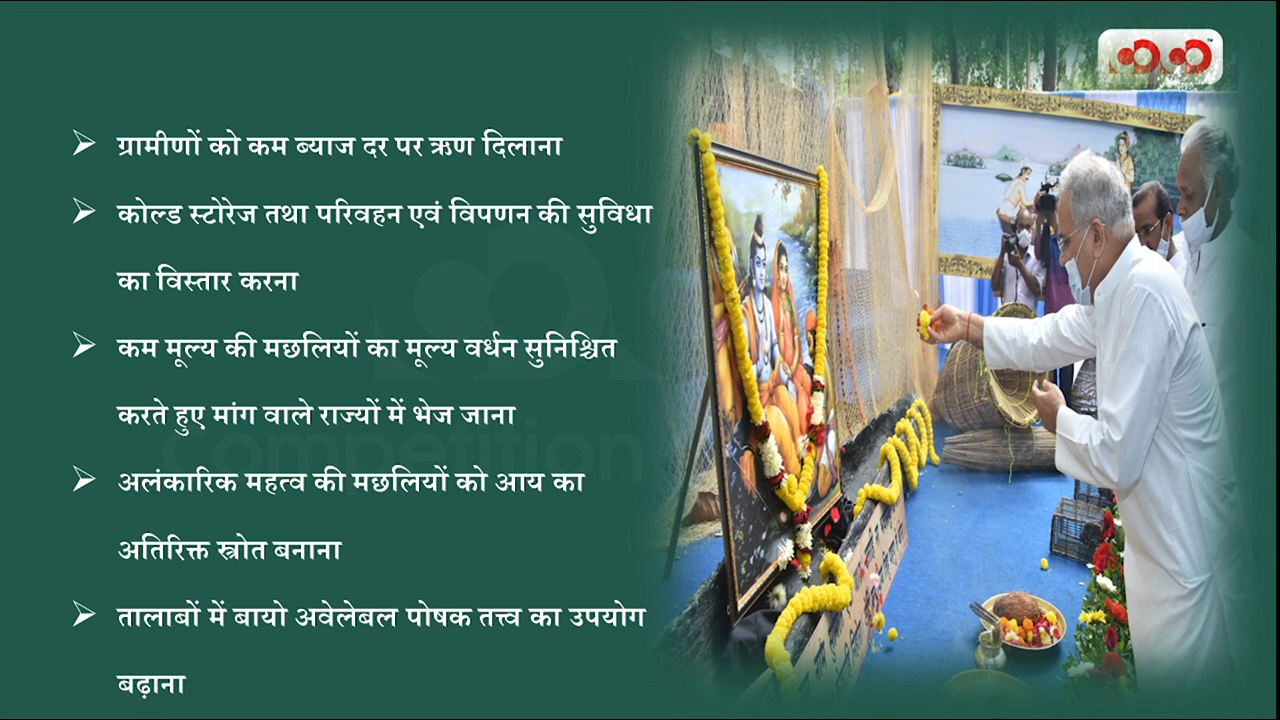 ग्रामीणों को कम ब्याज दर पर ऋण दिलाना
कोल्ड स्टोरेज तथा परिवहन एवं विपणन की सुविधा
का विस्तार करना
कम मूल्य की मछलियों का मूल्य वर्धन सुनिश्चित
करते हुए मांग वाले राज्यों में भेज जाना
अलंकारिक महत्व की मछलियों को आय का
अतिरिक्त स्त्रोत बनाना
तालाबों में बायो अवेलेबल पोषक तत्त्व का उपयोग
बढ़ाना
Competition